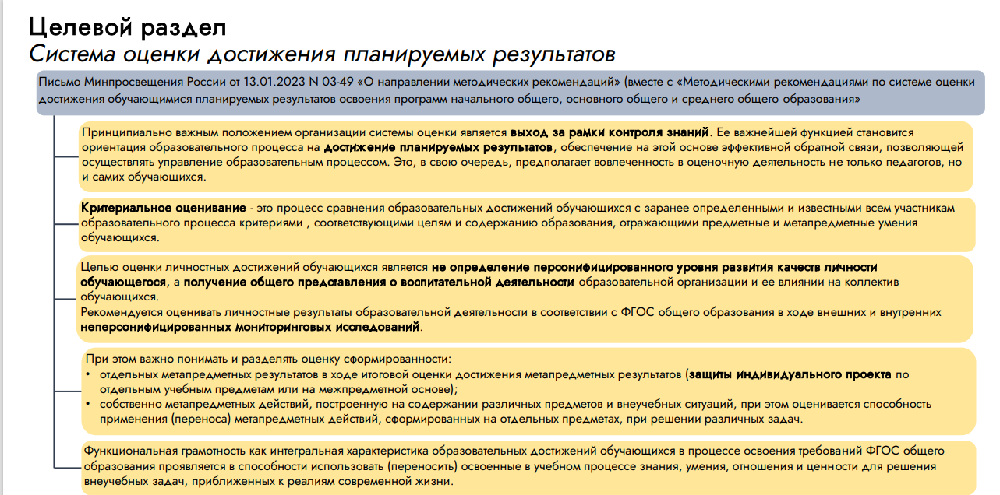 Целевой раздел
Система оценки достижения планируемых результатов
Письмо Минпросвещения России от 13.01.2023 N 03-49 «О направлении методических рекомендаций» (вместе с «Методическими рекомендациями по системе оценки
достижения обучающимися планируемых результатов освоения программ начального общего, основного общего и среднего общего образования»
Принципиально важным положением организации системы оценки является выход за рамки контроля знаний. Ее важнейшей функцией становится
ориентация образовательного процесса на достижение планируемых результатов, обеспечение на этой основе эффективной обратной связи, позволяющей
осуществлять управление образовательным процессом. Это, в свою очередь, предполагает вовлеченность в оценочную деятельность не только педагогов, но
и самих обучающихся.
Критериальное оценивание - это процесс сравнения образовательных достижений обучающихся с заранее определенными и известными всем участникам
образовательного процесса критериями , соответствующими целям и содержанию образования, отражающими предметные и метапредметные умения
обучающихся.
Целью оценки личностных достижений обучающихся является не определение персонифицированного уровня развития качеств личности
обучающегося, а получение общего представления о воспитательной деятельности образовательной организации и ее влиянии на коллектив
обучающихся.
Рекомендуется оценивать личностные результаты образовательной деятельности в соответствии с ФГОС общего образования в ходе внешних и внутренних
неперсонифицированных мониторинговых исследований.
При этом важно понимать и разделять оценку сформированности:
• отдельных метапредметных результатов в ходе итоговой оценки достижения метапредметных результатов (защиты индивидуального проекта по
отдельным учебным предметам или на межпредметной основе);
• собственно метапредметных действий, построенную на содержании различных предметов и внеучебных ситуаций, при этом оценивается способность
применения (переноса) метапредметных действий, сформированных на отдельных предметах, при решении различных задач.
Функциональная грамотность как интегральная характеристика образовательных достижений обучающихся в процессе освоения требований ФГОС общего
образования проявляется в способности использовать (переносить) освоенные в учебном процессе знания, умения, отношения и ценности для решения
внеучебных задач, приближенных к реалиям современной жизни.